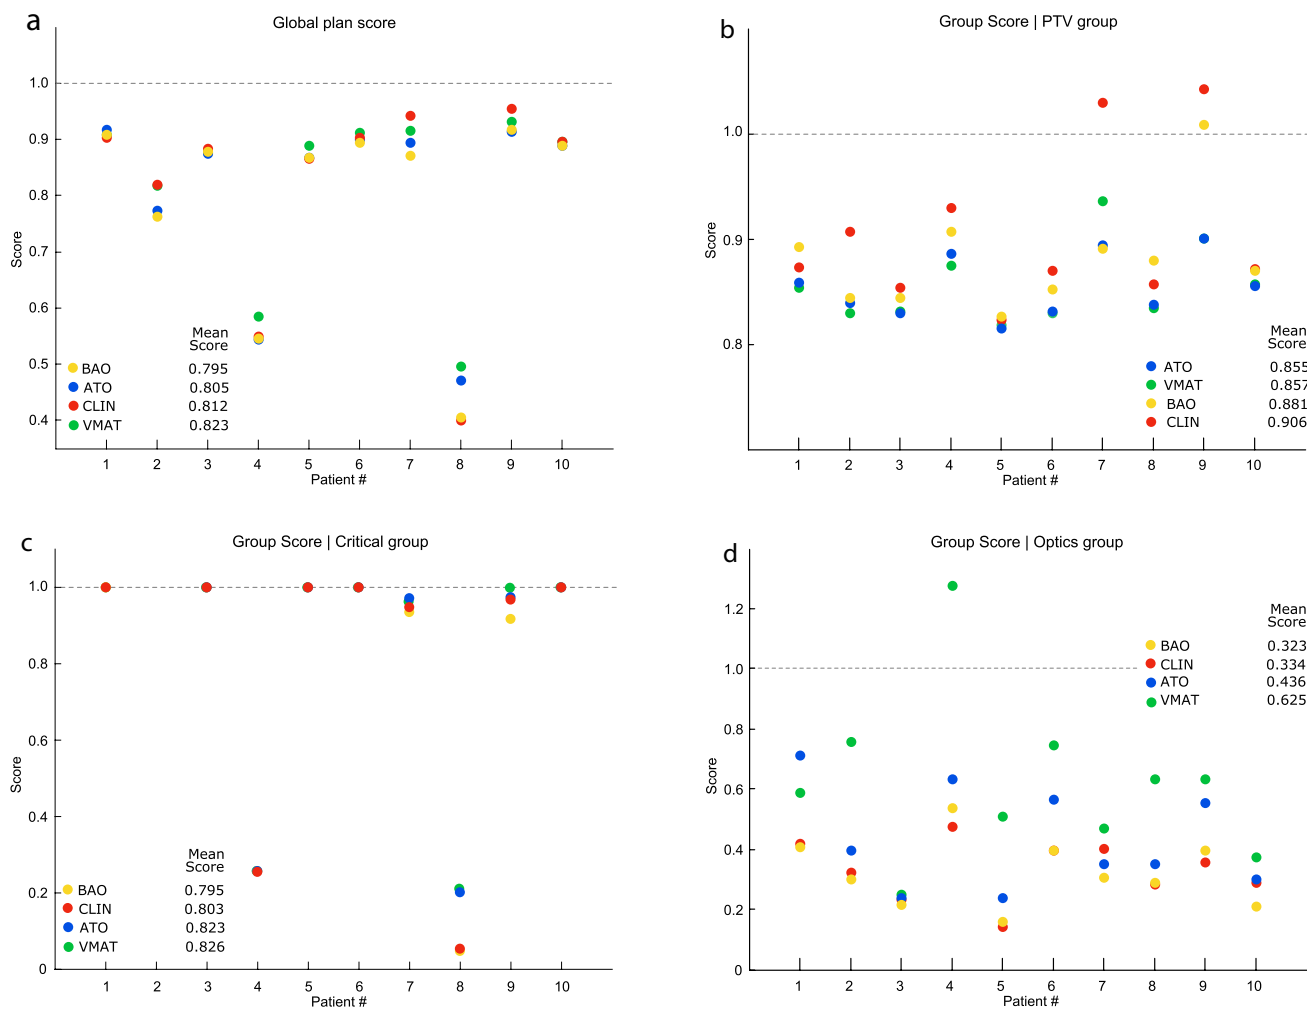 a
Global plan score
1.0
0.9
0.8
0.7
0.6
0.5
0.4
Score
Mean
Score
BAO 0.795
ATO 0.805
CLIN 0.812
VMAT 0.823
1 2 3 4 5 6 7 8 9 10
Patient #
b
Group Score | PTV group
1.0
0.9
0.8
Score
Mean
Score
ATO 0.855
VMAT 0.857
BAO 0.881
CLIN 0.906
1 2 3 4 5 6 7 8 9 10
Patient #
c
Group Score | Critical group
1.0
0.8
0.6
0.4
0.2
0
Score
Mean
Score
BAO 0.795
CLIN 0.803
ATO 0.823
VMAT 0.826
1 2 3 4 5 6 7 8 9 10
Patient #
d
Group Score | Optics group
1.2
1.0
0.8
0.6
0.4
0.2
0
Score
Mean
Score
BAO 0.323
CLIN 0.334
ATO 0.436
VMAT 0.625
1 2 3 4 5 6 7 8 9 10
Patient #